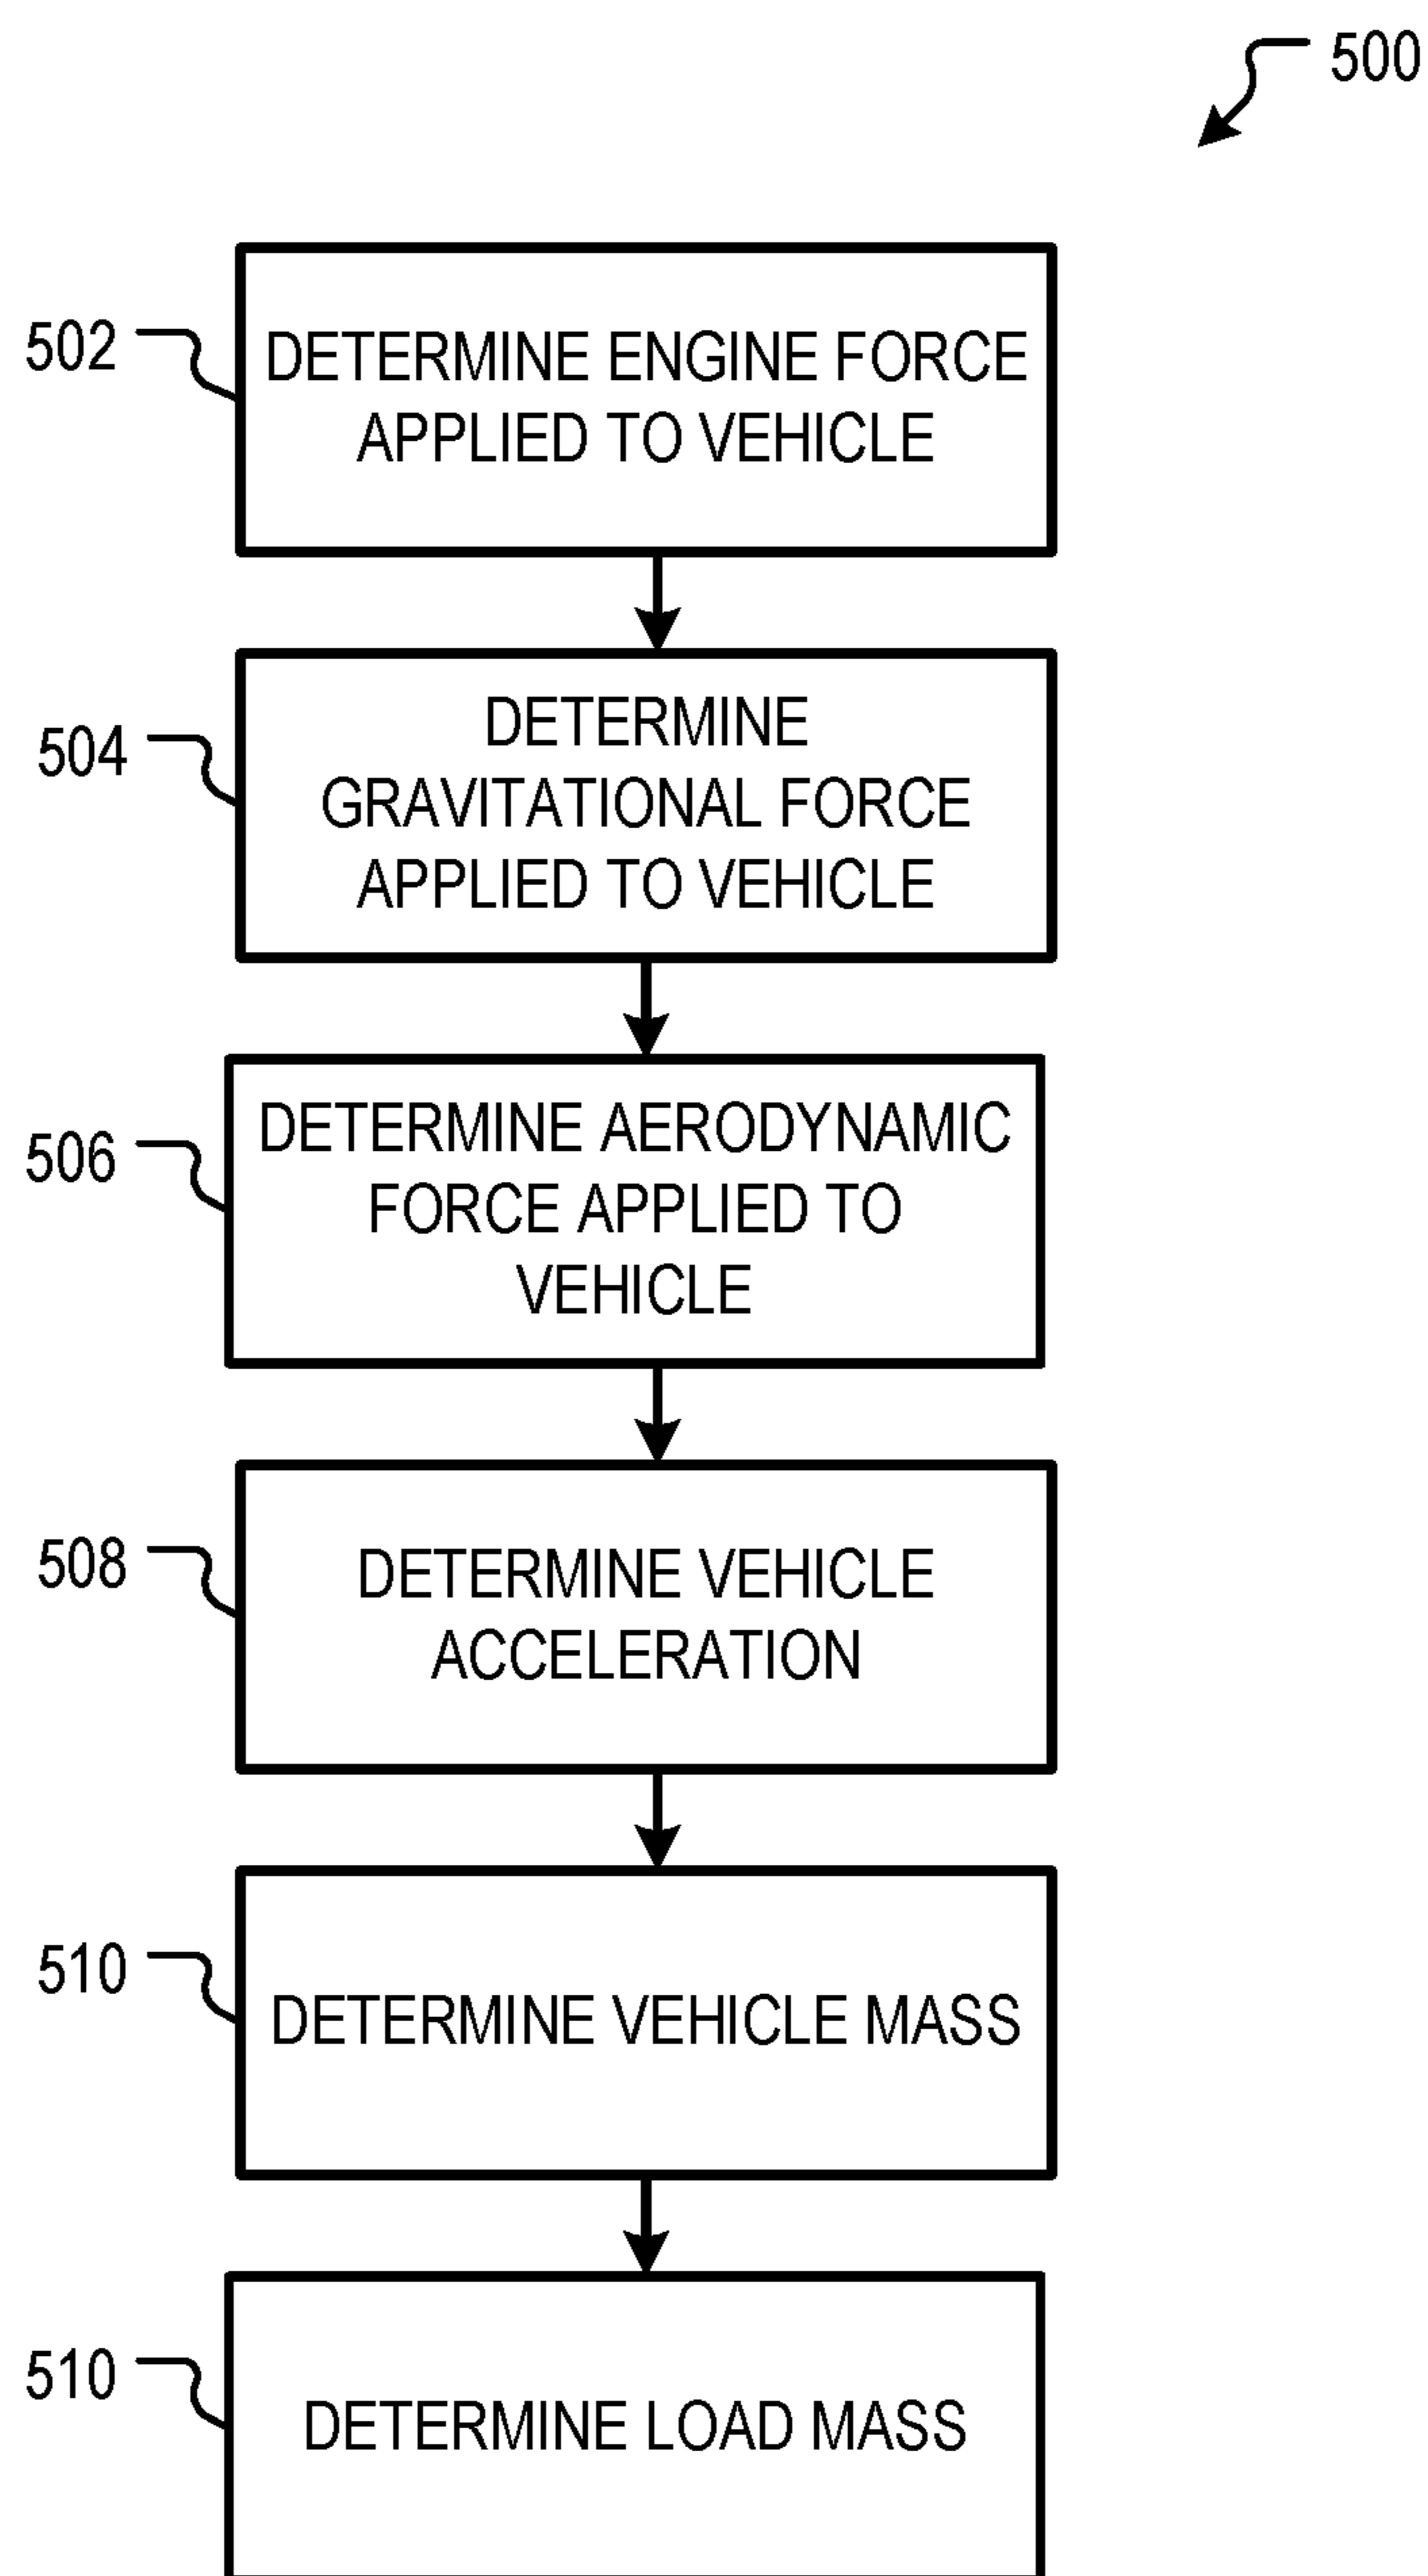 500
502
DETERMINE ENGINE FORCE
APPLIED TO VEHICLE
504
DETERMINE
GRAVITATIONAL FORCE
APPLIED TO VEHICLE
506
DETERMINE AERODYNAMIC
FORCE APPLIED TO
VEHICLE
508
DETERMINE VEHICLE
ACCELERATION
510
DETERMINE VEHICLE MASS
510
DETERMINE LOAD MASS